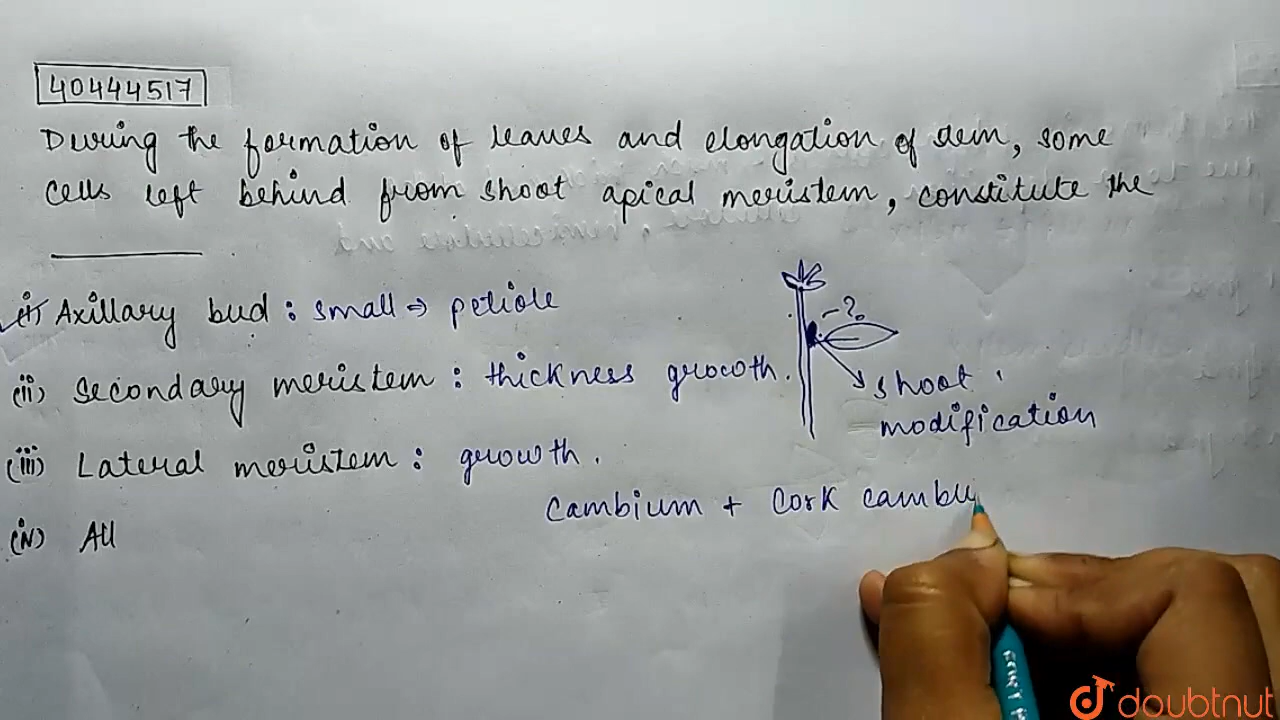 40444517
During the formation of leaves and elongation of stem, some
cells left behind from shoot apical meristem, constitute the
(i) Axillary bud : small → petiole
(ii) Secondary meristem : thickness growth.
(iii) Lateral meristem : growth.
(iv) All
-?
shoot
modification
Cambium + Cork cambu
doubtnut